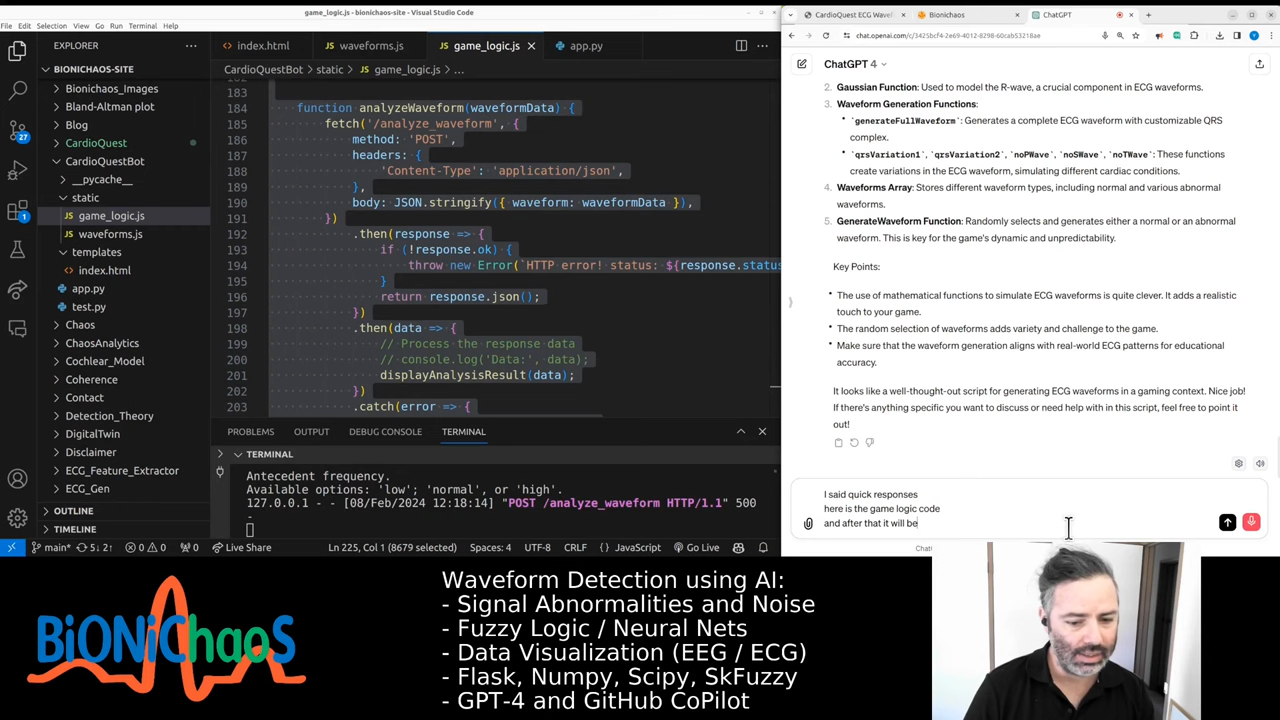 game_logic.js - bionichaos-site - Visual Studio Code
File Edit Selection View Go Run Terminal Help
EXPLORER
BIONICHAOS-SITE
Bionichaos_Images
Bland-Altman plot
Blog
CardioQuest
CardioQuestBot
__pycache__
static
game_logic.js
waveforms.js
templates
index.html
app.py
test.py
Chaos
ChaosAnalytics
Cochlear_Model
Coherence
Contact
Detection_Theory
DigitalTwin
Disclaimer
ECG_Feature_Extractor
ECG_Gen
OUTLINE
TIMELINE
27
1
index.html
waveforms.js
game_logic.js
app.py
CardioQuestBot > static > game_logic.js > ...
183
184 function analyzeWaveform(waveformData) {
185 fetch('/analyze_waveform', {
186 method: 'POST',
187 headers: {
188 'Content-Type': 'application/json',
189 },
190 body: JSON.stringify({ waveform: waveformData }),
191 })
192 .then(response => {
193 if (!response.ok) {
194 throw new Error(`HTTP error! status: ${response.status
195 }
196 return response.json();
197 })
198 .then(data => {
199 // Process the response data
200 // console.log('Data:', data);
201 displayAnalysisResult(data);
202 })
203 .catch(error => {
PROBLEMS OUTPUT DEBUG CONSOLE TERMINAL
TERMINAL
Antecedent frequency.
Available options: 'low'; 'normal', or 'high'.
127.0.0.1 - - [08/Feb/2024 12:18:14] "POST /analyze_waveform HTTP/1.1" 500
main* 5↓ 2↑ 0 0 0 Live Share Ln 225, Col 1 (8679 selected) Spaces: 4 UTF-8 CRLF JavaScript Go Live
CardioQuest ECG Wavef
Bionichaos
ChatGPT
chat.openai.com/c/3425bcf4-2e69-4012-8298-60cab53218ae
ChatGPT 4
2. Gaussian Function: Used to model the R-wave, a crucial component in ECG waveforms.
3. Waveform Generation Functions:
• `generateFullWaveform`: Generates a complete ECG waveform with customizable QRS
complex.
• `qrsVariation1`, `qrsVariation2`, `noPWave`, `noSWave`, `noTWave`: These functions
create variations in the ECG waveform, simulating different cardiac conditions.
4. Waveforms Array: Stores different waveform types, including normal and various abnormal
waveforms.
5. GenerateWaveform Function: Randomly selects and generates either a normal or an abnormal
waveform. This is key for the game's dynamic and unpredictability.
Key Points:
• The use of mathematical functions to simulate ECG waveforms is quite clever. It adds a realistic
touch to your game.
• The random selection of waveforms adds variety and challenge to the game.
• Make sure that the waveform generation aligns with real-world ECG patterns for educational
accuracy.
It looks like a well-thought-out script for generating ECG waveforms in a gaming context. Nice job!
If there's anything specific you want to discuss or need help with in this script, feel free to point it
out!
I said quick responses
here is the game logic code
and after that it will be
Chat
BiONiChaoS
Waveform Detection using AI:
- Signal Abnormalities and Noise
- Fuzzy Logic / Neural Nets
- Data Visualization (EEG / ECG)
- Flask, Numpy, Scipy, SkFuzzy
- GPT-4 and GitHub CoPilot